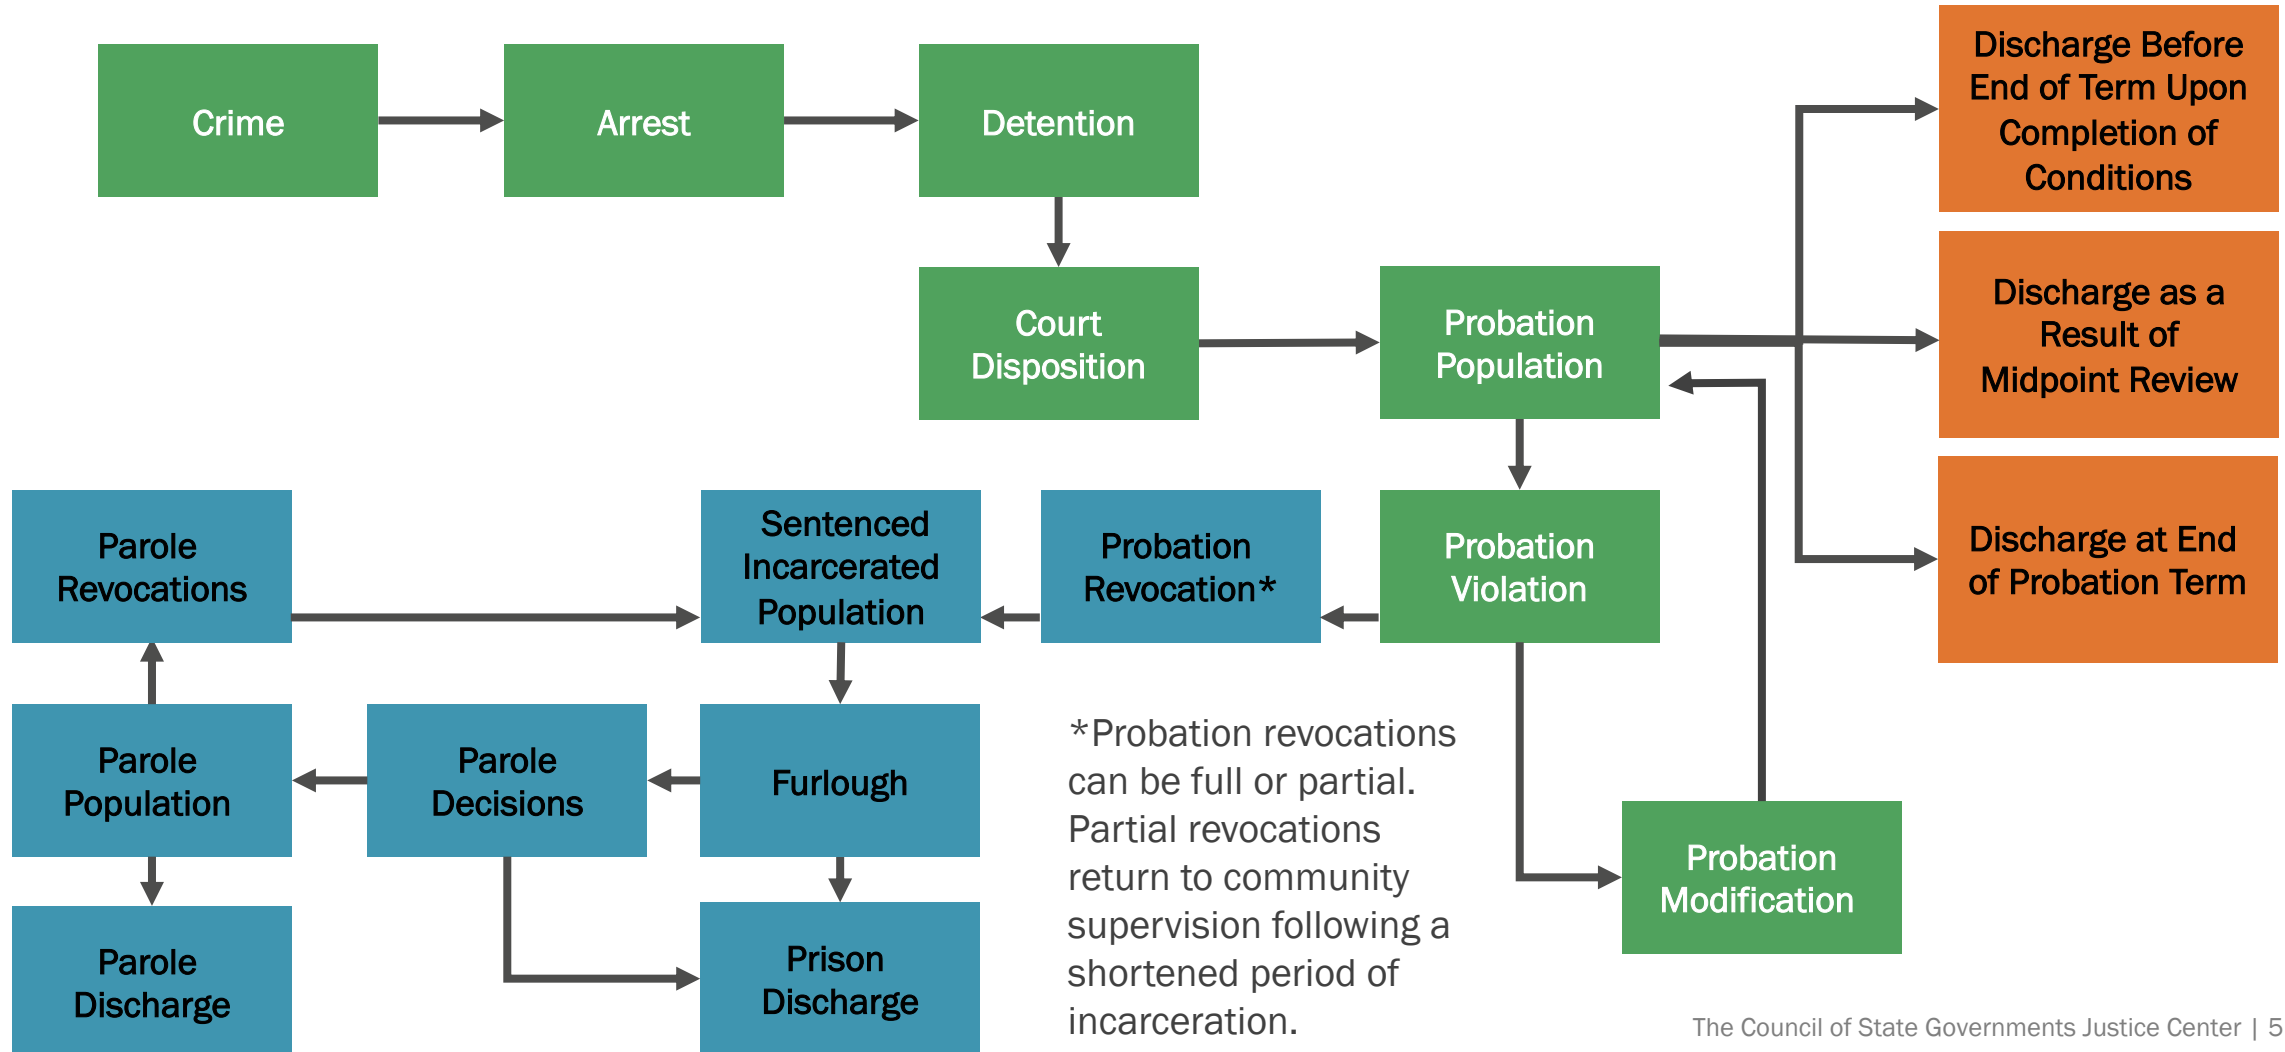 Crime
Arrest
Detention
Discharge Before
End of Term Upon
Completion of
Conditions
Court
Disposition
Probation
Population
Discharge as a
Result of
Midpoint Review
Parole
Revocations
Sentenced
Incarcerated
Population
Probation
Revocation*
Probation
Violation
Discharge at End
of Probation Term
Parole
Population
Parole
Decisions
Furlough
*Probation revocations
can be full or partial.
Partial revocations
return to community
supervision following a
shortened period of
incarceration.
Probation
Modification
Parole
Discharge
Prison
Discharge
The Council of State Governments Justice Center | 5